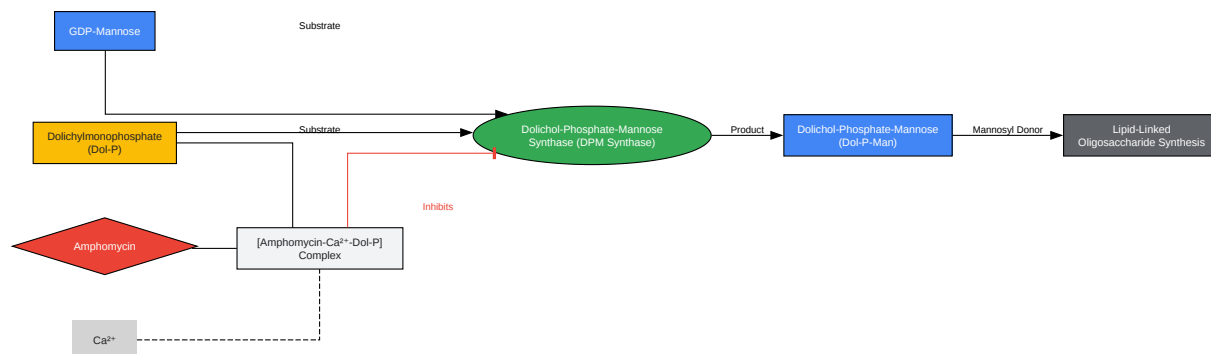 GDP-Mannose
Substrate
Dolichylmonophosphate
(Dol-P)
Substrate
Dolichol-Phosphate-Mannose
Synthase (DPM Synthase)
Product
Dolichol-Phosphate-Mannose
(Dol-P-Man)
Mannosyl Donor
Lipid-Linked
Oligosaccharide Synthesis
Inhibits
Amphomycin
[Amphomycin-Ca²⁺-Dol-P]
Complex
Ca²⁺